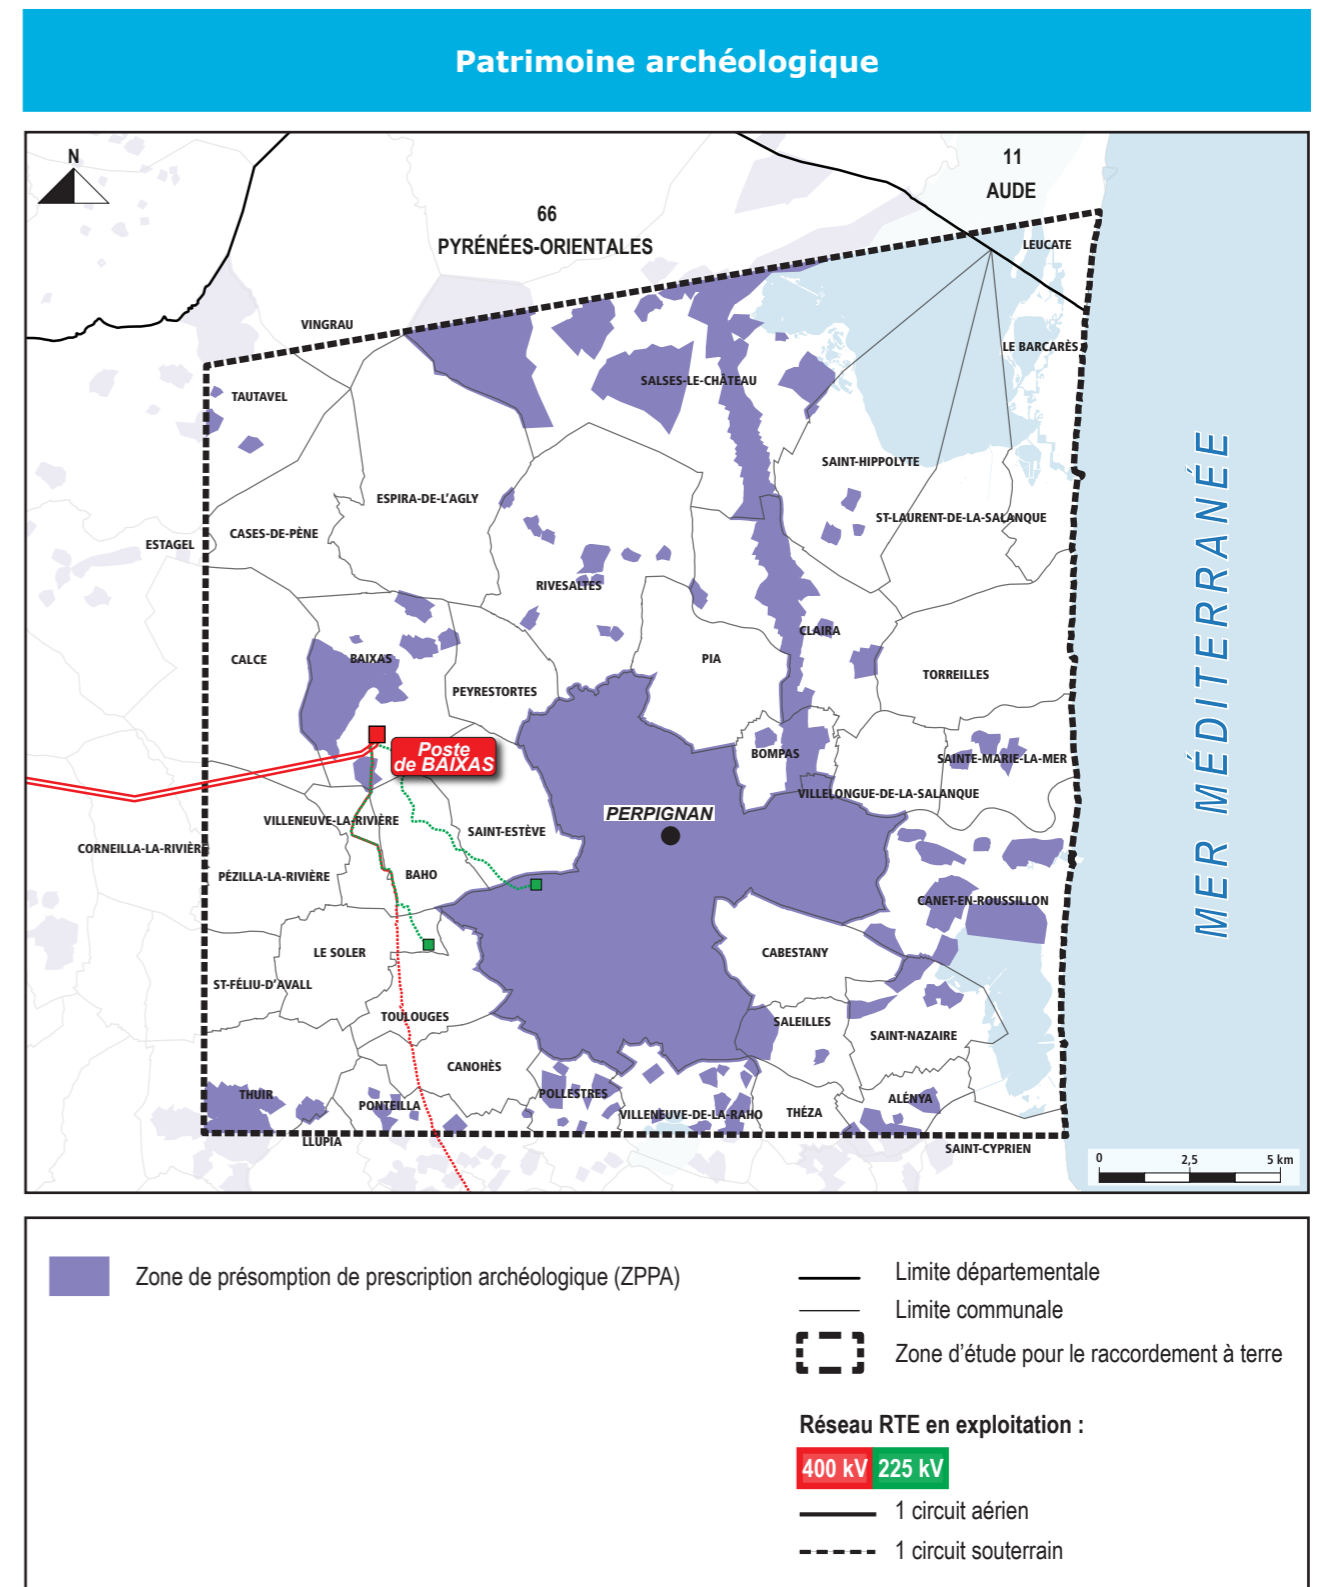 Patrimoine archéologique
N
11
AUDE
66
PYRÉNÉES-ORIENTALES
LEUCATE
VINGRAU
LE BARCARÈS
SALSES-LE-CHÂTEAU
TAUTAVEL
SAINT-HIPPOLYTE
ESPIRA-DE-L'AGLY
ST-LAURENT-DE-LA-SALANQUE
CASES-DE-PÈNE
ESTAGEL
RIVESALTES
CLAIRA
CALCE
BAIXAS
PIA
TORREILLES
PEYRESTORTES
MER MÉDITERRANÉE
Poste
de BAIXAS
BOMPAS
SAINTE-MARIE-LA-MER
VILLELONGUE-DE-LA-SALANQUE
PERPIGNAN
VILLENEUVE-LA-RIVIÈRE
SAINT-ESTÈVE
CORNEILLA-LA-RIVIÈRE
PÉZILLA-LA-RIVIÈRE
BAHO
CANET-EN-ROUSSILLON
LE SOLER
CABESTANY
ST-FÉLIU-D'AVALL
TOULOUGES
SALEILLES
SAINT-NAZAIRE
CANOHÈS
THUIR
POLLESTRES
PONTEILLA
ALÉNYA
VILLENEUVE-DE-LA-RAHO
THÉZA
LLUPIA
SAINT-CYPRIEN
0 2,5 5 km
Zone de présomption de prescription archéologique (ZPPA)
Limite départementale
Limite communale
Zone d'étude pour le raccordement à terre
Réseau RTE en exploitation :
400 kV 225 kV
1 circuit aérien
1 circuit souterrain